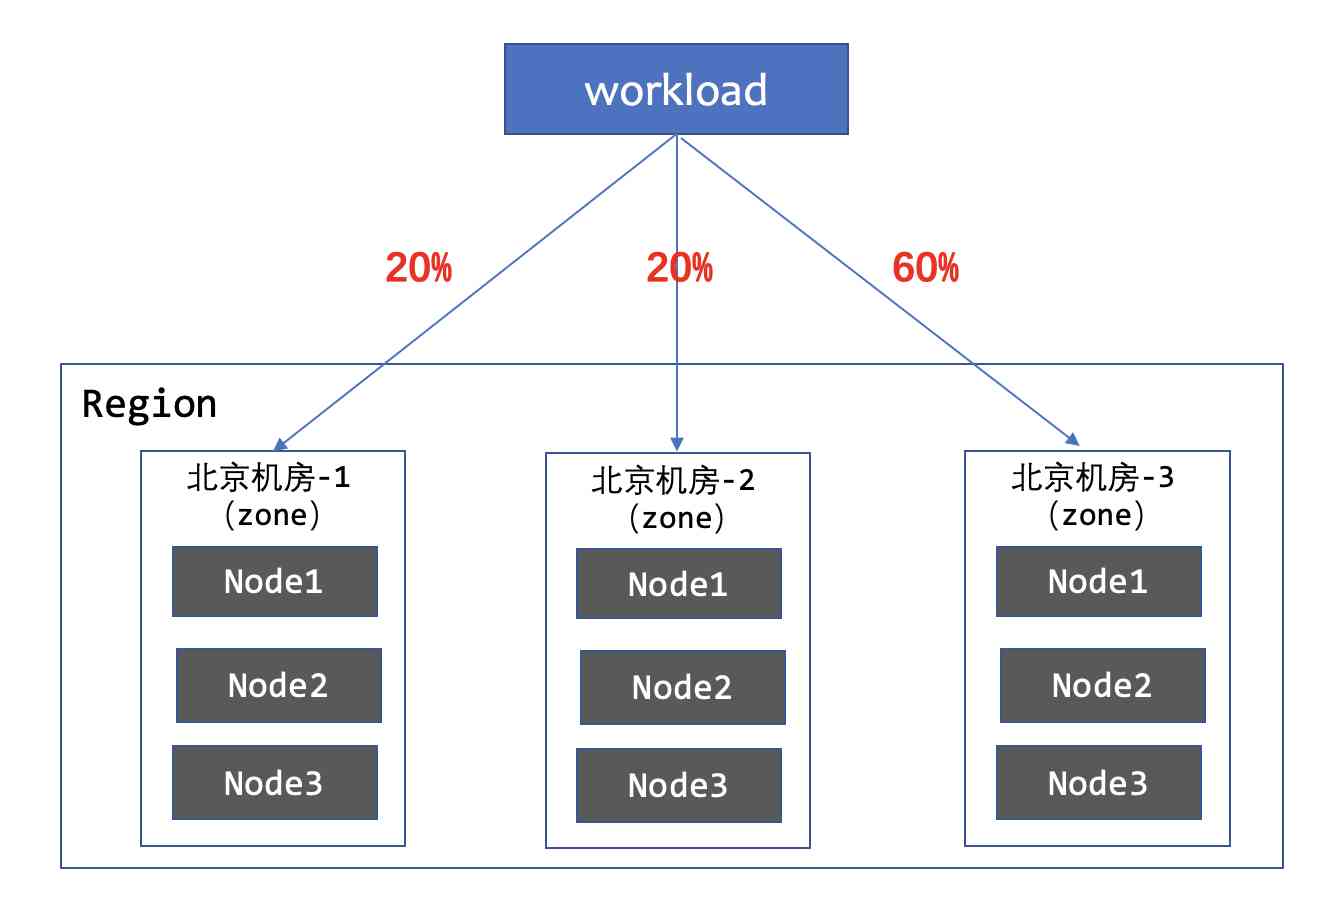 workload
20%
20%
60%
Region
北京机房-1
（zone）
Node1
Node2
Node3
北京机房-2
（zone）
Node1
Node2
Node3
北京机房-3
（zone）
Node1
Node2
Node3